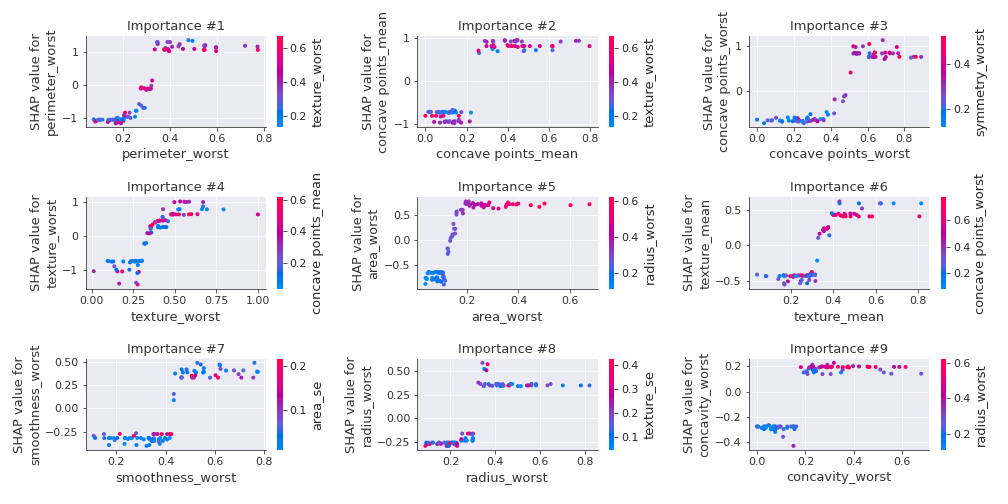 Importance #1
SHAP value for
perimeter_worst
1
0
−1
0.2
0.4
0.6
0.8
perimeter_worst
0.6
0.4
0.2
texture_worst
Importance #2
SHAP value for
concave points_mean
1
0
−1
0.0
0.2
0.4
0.6
0.8
concave points_mean
0.6
0.4
0.2
texture_worst
Importance #3
SHAP value for
concave points_worst
1
0
0.0
0.2
0.4
0.6
0.8
concave points_worst
0.4
0.2
symmetry_worst
Importance #4
SHAP value for
texture_worst
1
0
−1
0.00
0.25
0.50
0.75
1.00
texture_worst
0.6
0.4
0.2
concave points_mean
Importance #5
SHAP value for
area_worst
0.5
0.0
−0.5
0.2
0.4
0.6
area_worst
0.6
0.4
0.2
radius_worst
Importance #6
SHAP value for
texture_mean
0.5
0.0
−0.5
0.2
0.4
0.6
0.8
texture_mean
0.6
0.4
0.2
concave points_worst
Importance #7
SHAP value for
smoothness_worst
0.50
0.25
0.00
−0.25
0.2
0.4
0.6
0.8
smoothness_worst
0.2
0.1
area_se
Importance #8
SHAP value for
radius_worst
0.50
0.25
0.00
−0.25
0.2
0.4
0.6
0.8
radius_worst
0.4
0.3
0.2
0.1
texture_se
Importance #9
SHAP value for
concavity_worst
0.2
0.0
−0.2
−0.4
0.0
0.2
0.4
0.6
concavity_worst
0.6
0.4
0.2
radius_worst